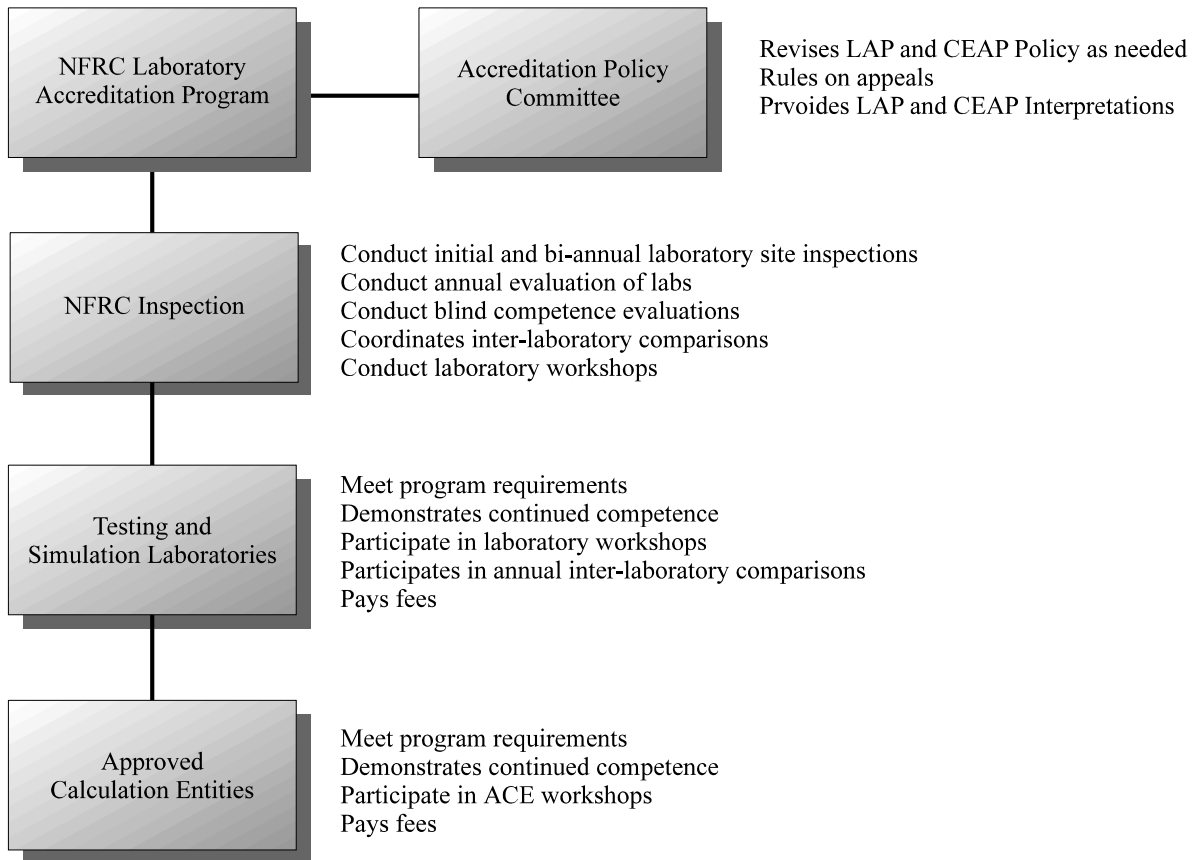 NFRC Laboratory
Accreditation Program
Accreditation Policy
Committee
Revises LAP and CEAP Policy as needed
Rules on appeals
Prvoides LAP and CEAP Interpretations
NFRC Inspection
Conduct initial and bi-annual laboratory site inspections
Conduct annual evaluation of labs
Conduct blind competence evaluations
Coordinates inter-laboratory comparisons
Conduct laboratory workshops
Testing and
Simulation Laboratories
Meet program requirements
Demonstrates continued competence
Participate in laboratory workshops
Participates in annual inter-laboratory comparisons
Pays fees
Approved
Calculation Entities
Meet program requirements
Demonstrates continued competence
Participate in ACE workshops
Pays fees